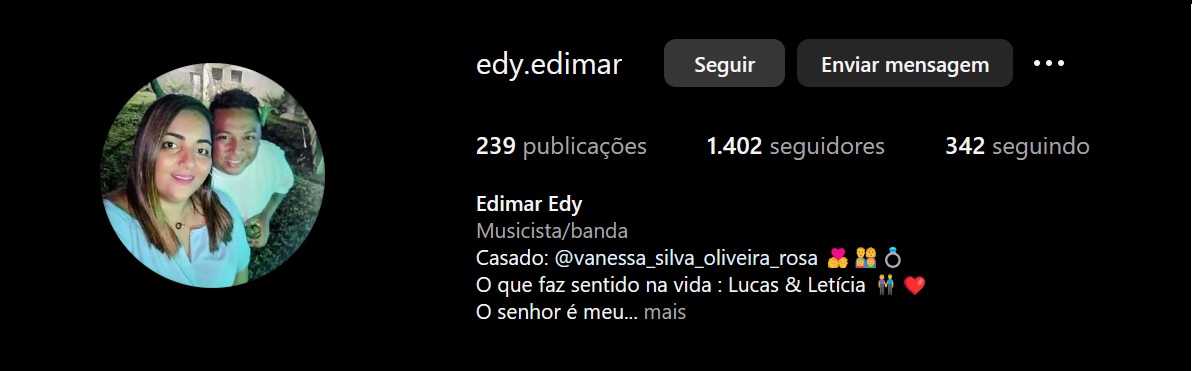 edy.edimar Seguir Enviar mensagem
239 publicações 1.402 seguidores 342 seguindo
Edimar Edy
Musicista/banda
Casado: @vanessa_silva_oliveira_rosa 💏 👨‍👩‍👧‍👦 💍
O que faz sentido na vida : Lucas & Letícia 👫 ❤️
O senhor é meu... mais